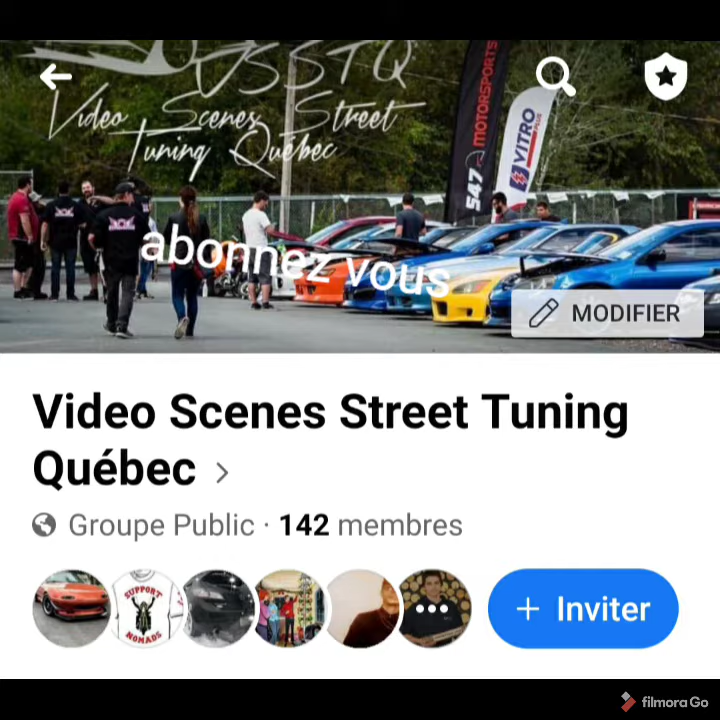 VSSTQ
Video Scenes Street
Tuning Québec
547 MOTORSPORTS
VITRO PLUS
abonnez vous
MODIFIER
Video Scenes Street Tuning
Québec
Groupe Public · 142 membres
SUPPORT
NOMADS
+ Inviter
filmora Go